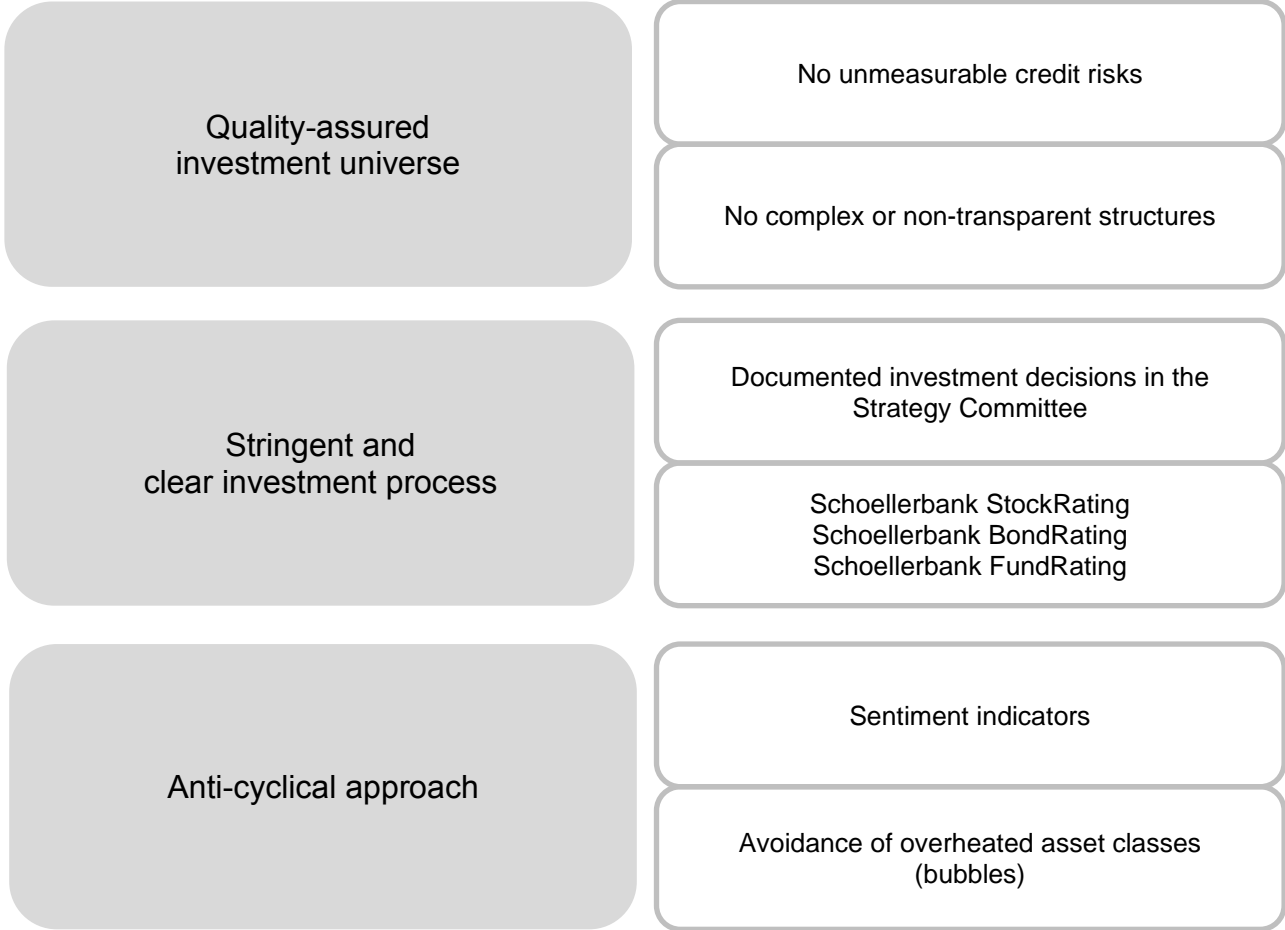 Quality-assured
investment universe
No unmeasurable credit risks
No complex or non-transparent structures
Stringent and
clear investment process
Documented investment decisions in the
Strategy Committee
Schoellerbank StockRating
Schoellerbank BondRating
Schoellerbank FundRating
Anti-cyclical approach
Sentiment indicators
Avoidance of overheated asset classes
(bubbles)